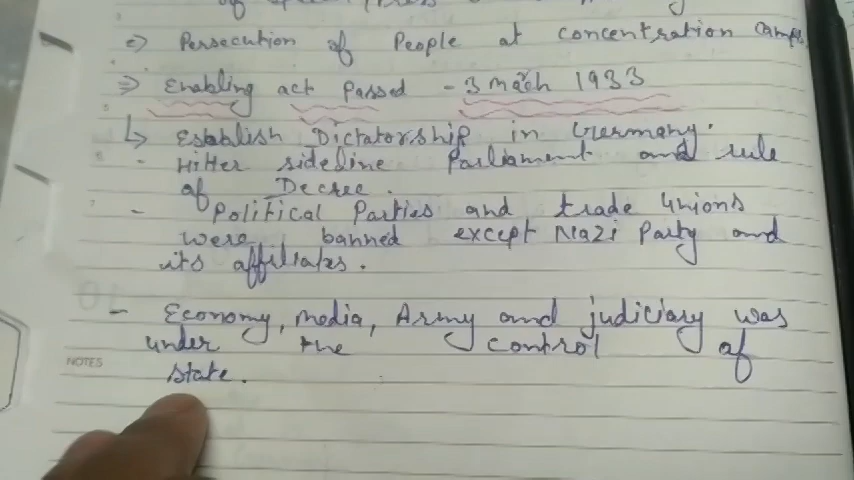 of
c) Persecution of People at concentration camps
⇒ Enabling act Passed - 3 March 1933
↳ Establish Dictatorship in Germany.
- Hitler sideline Parliament and rule
of Decree.
- Political Parties and trade Unions
were banned except Nazi Party and
its affiliates.
- Economy, media, Army and judiciary was
under the control of
NOTES
state.